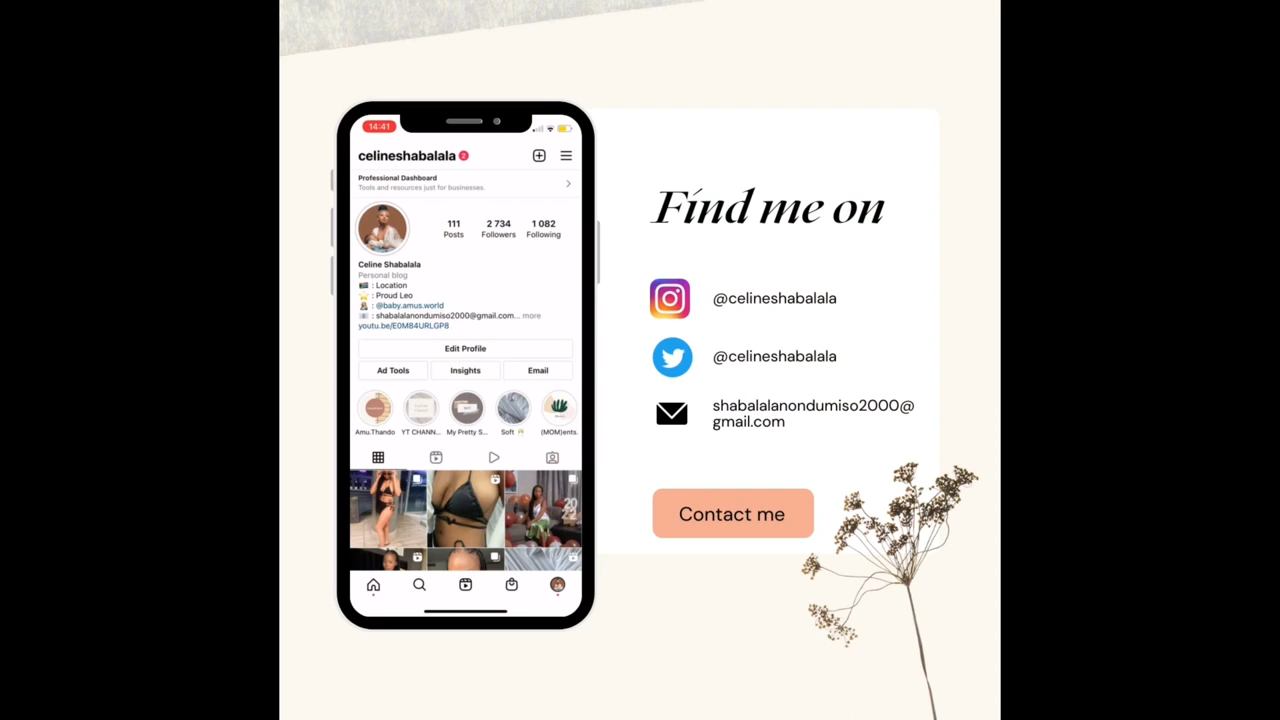 14:41
celineshabalala 2
Professional Dashboard
Tools and resources just for businesses.
111 2 734 1 082
Posts Followers Following
Celine Shabalala
Personal blog
: Location
: Proud Leo
: @baby.amus.world
: shabalalanondumiso2000@gmail.com... more
youtu.be/E0M84URLGP8
Edit Profile
Ad Tools Insights Email
Amu.Thando YT CHANN... My Pretty S... Soft (MOM)ents.
Find me on
@celineshabalala
@celineshabalala
shabalalanondumiso2000@
gmail.com
Contact me